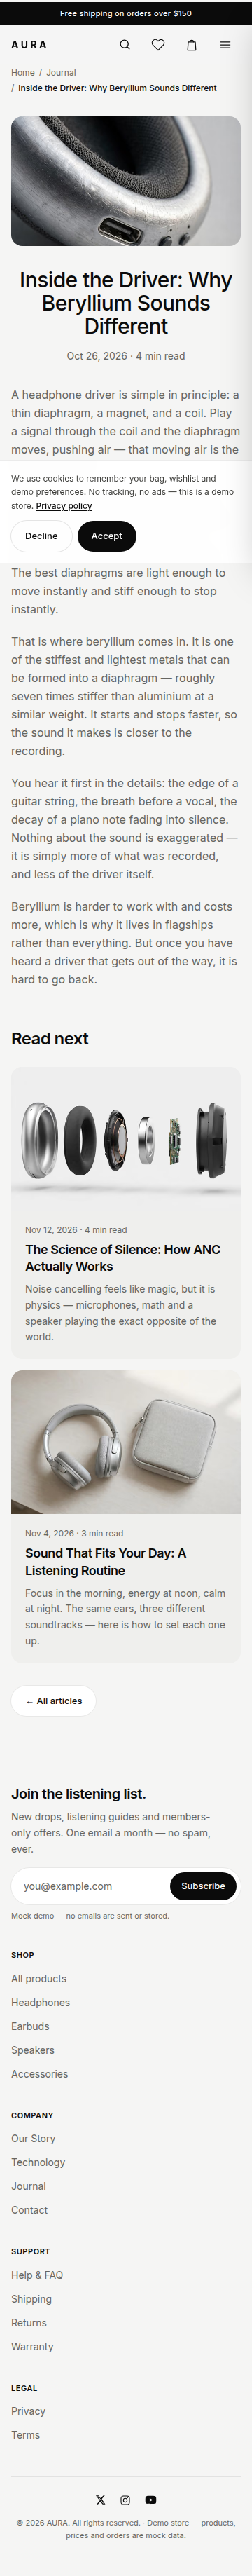 Free shipping on orders over $150
AURA
Home / Journal
/ Inside the Driver: Why Beryllium Sounds Different
Inside the Driver: Why
Beryllium Sounds
Different
Oct 26, 2026 · 4 min read
A headphone driver is simple in principle: a
thin diaphragm, a magnet, and a coil. Play
a signal through the coil and the diaphragm
moves, pushing air — that moving air is the
We use cookies to remember your bag, wishlist and
demo preferences. No tracking, no ads — this is a demo
store. Privacy policy
Decline
Accept
The best diaphragms are light enough to
move instantly and stiff enough to stop
instantly.
That is where beryllium comes in. It is one
of the stiffest and lightest metals that can
be formed into a diaphragm — roughly
seven times stiffer than aluminium at a
similar weight. It starts and stops faster, so
the sound it makes is closer to the
recording.
You hear it first in the details: the edge of a
guitar string, the breath before a vocal, the
decay of a piano note fading into silence.
Nothing about the sound is exaggerated —
it is simply more of what was recorded,
and less of the driver itself.
Beryllium is harder to work with and costs
more, which is why it lives in flagships
rather than everything. But once you have
heard a driver that gets out of the way, it is
hard to go back.
Read next
Nov 12, 2026 · 4 min read
The Science of Silence: How ANC
Actually Works
Noise cancelling feels like magic, but it is
physics — microphones, math and a
speaker playing the exact opposite of the
world.
Nov 4, 2026 · 3 min read
Sound That Fits Your Day: A
Listening Routine
Focus in the morning, energy at noon, calm
at night. The same ears, three different
soundtracks — here is how to set each one
up.
← All articles
Join the listening list.
New drops, listening guides and members-
only offers. One email a month — no spam,
ever.
you@example.com
Subscribe
Mock demo — no emails are sent or stored.
SHOP
All products
Headphones
Earbuds
Speakers
Accessories
COMPANY
Our Story
Technology
Journal
Contact
SUPPORT
Help & FAQ
Shipping
Returns
Warranty
LEGAL
Privacy
Terms
© 2026 AURA. All rights reserved. · Demo store — products,
prices and orders are mock data.